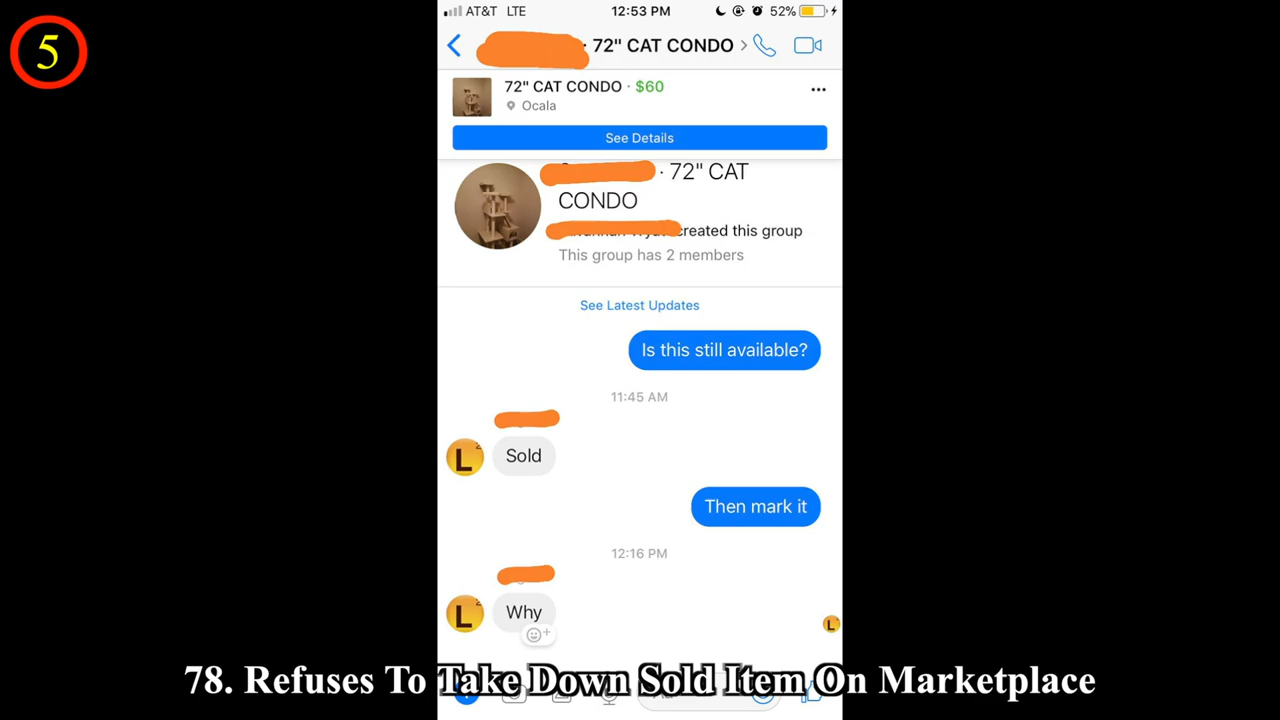 5
AT&T LTE 12:53 PM 52%
· 72" CAT CONDO
72" CAT CONDO · $60
Ocala
See Details
· 72" CAT
CONDO
created this group
This group has 2 members
See Latest Updates
Is this still available?
11:45 AM
L2
Sold
Then mark it
12:16 PM
L2
Why
L
78. Refuses To Take Down Sold Item On Marketplace